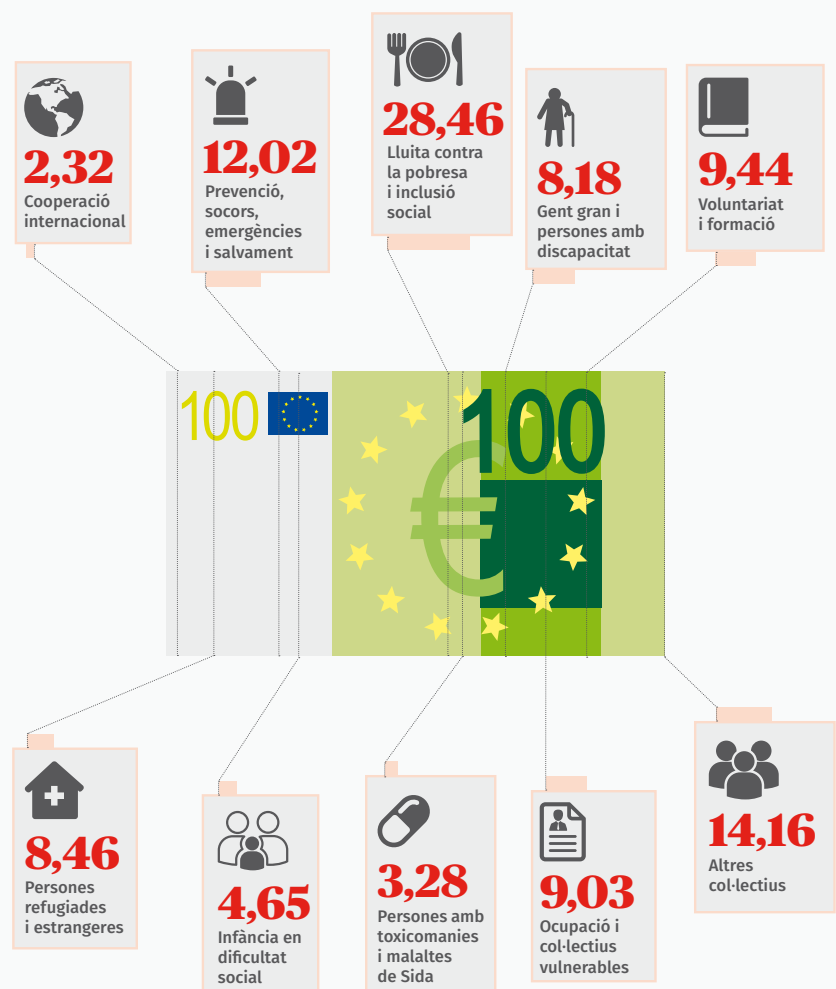 2,32
Cooperació
internacional
12,02
Prevenció,
socors,
emergències
i salvament
28,46
Lluita contra
la pobresa
i inclusió
social
8,18
Gent gran i
persones amb
discapacitat
9,44
Voluntariat
i formació
100
100
€
8,46
Persones
refugiades
i estrangeres
4,65
Infància en
dificultat
social
3,28
Persones amb
toxicomanies
i malaltes
de Sida
9,03
Ocupació i
col·lectius
vulnerables
14,16
Altres
col·lectius